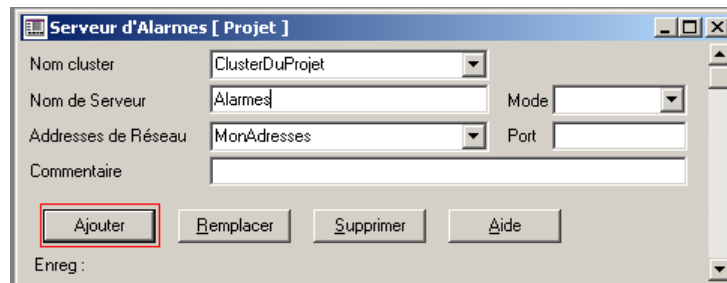 Serveur d'Alarmes [ Projet ]
Nom cluster ClusterDuProjet
Nom de Serveur Alarmes Mode
Addresses de Réseau MonAdresses Port
Commentaire
Ajouter Remplacer Supprimer Aide
Enreg :